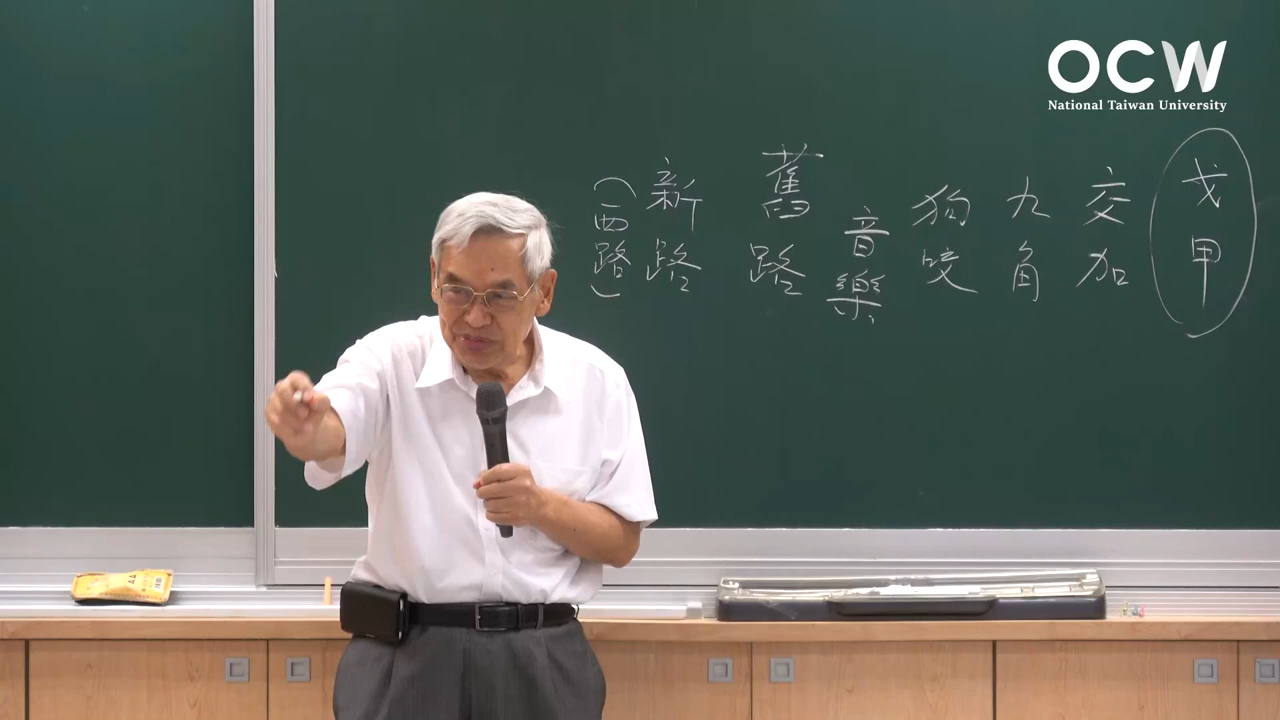 OCW
National Taiwan University
戈甲
交加
九角
狗咬
音樂
舊路
新路
(西路)